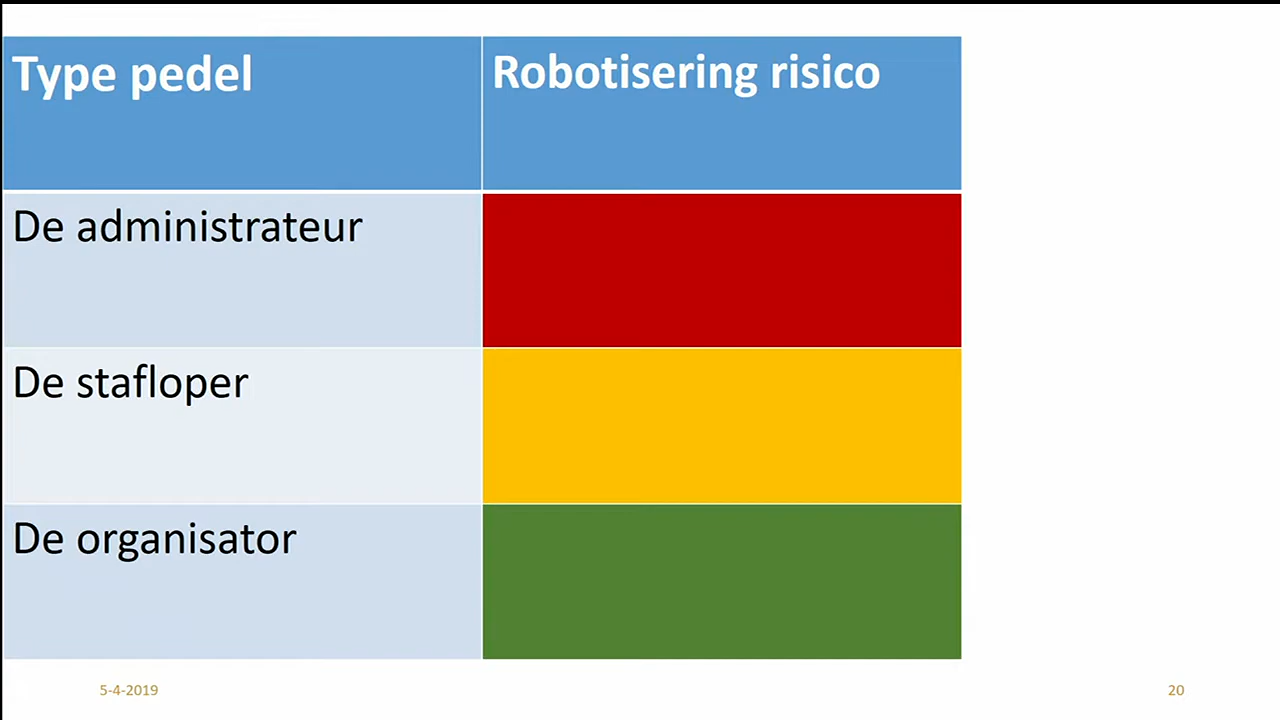 Type pedel
Robotisering risico
De administrateur
De stafloper
De organisator
5-4-2019
20